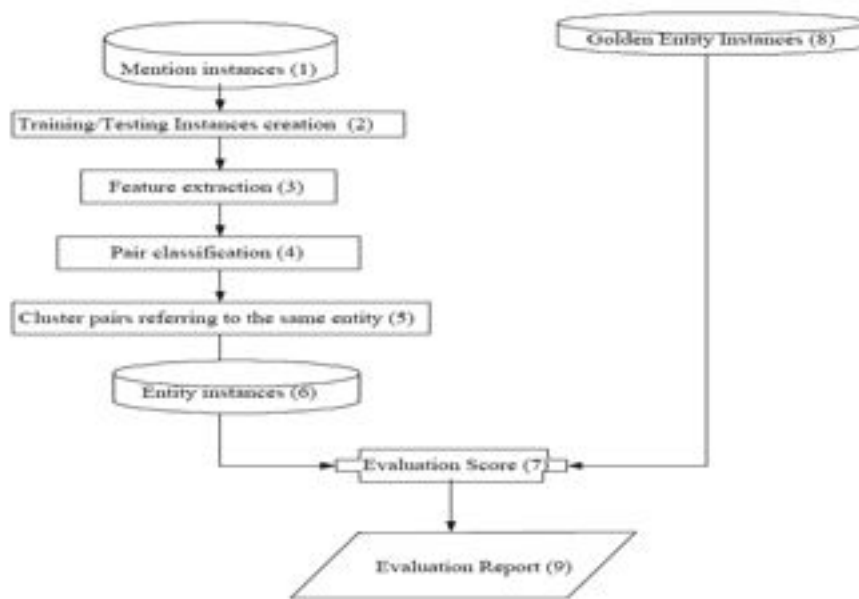 Mention instances (1)
Golden Entity Instances (8)
Training/Testing Instances creation (2)
Feature extraction (3)
Pair classification (4)
Cluster pairs referring to the same entity (5)
Entity instances (6)
Evaluation Score (7)
Evaluation Report (9)